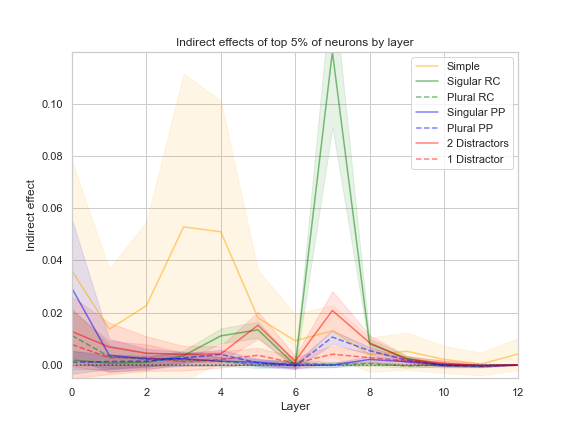 Indirect effects of top 5% of neurons by layer
Simple
Sigular RC
Plural RC
Singular PP
Plural PP
2 Distractors
1 Distractor
Indirect effect
0.10
0.08
0.06
0.04
0.02
0.00
0 2 4 6 8 10 12
Layer